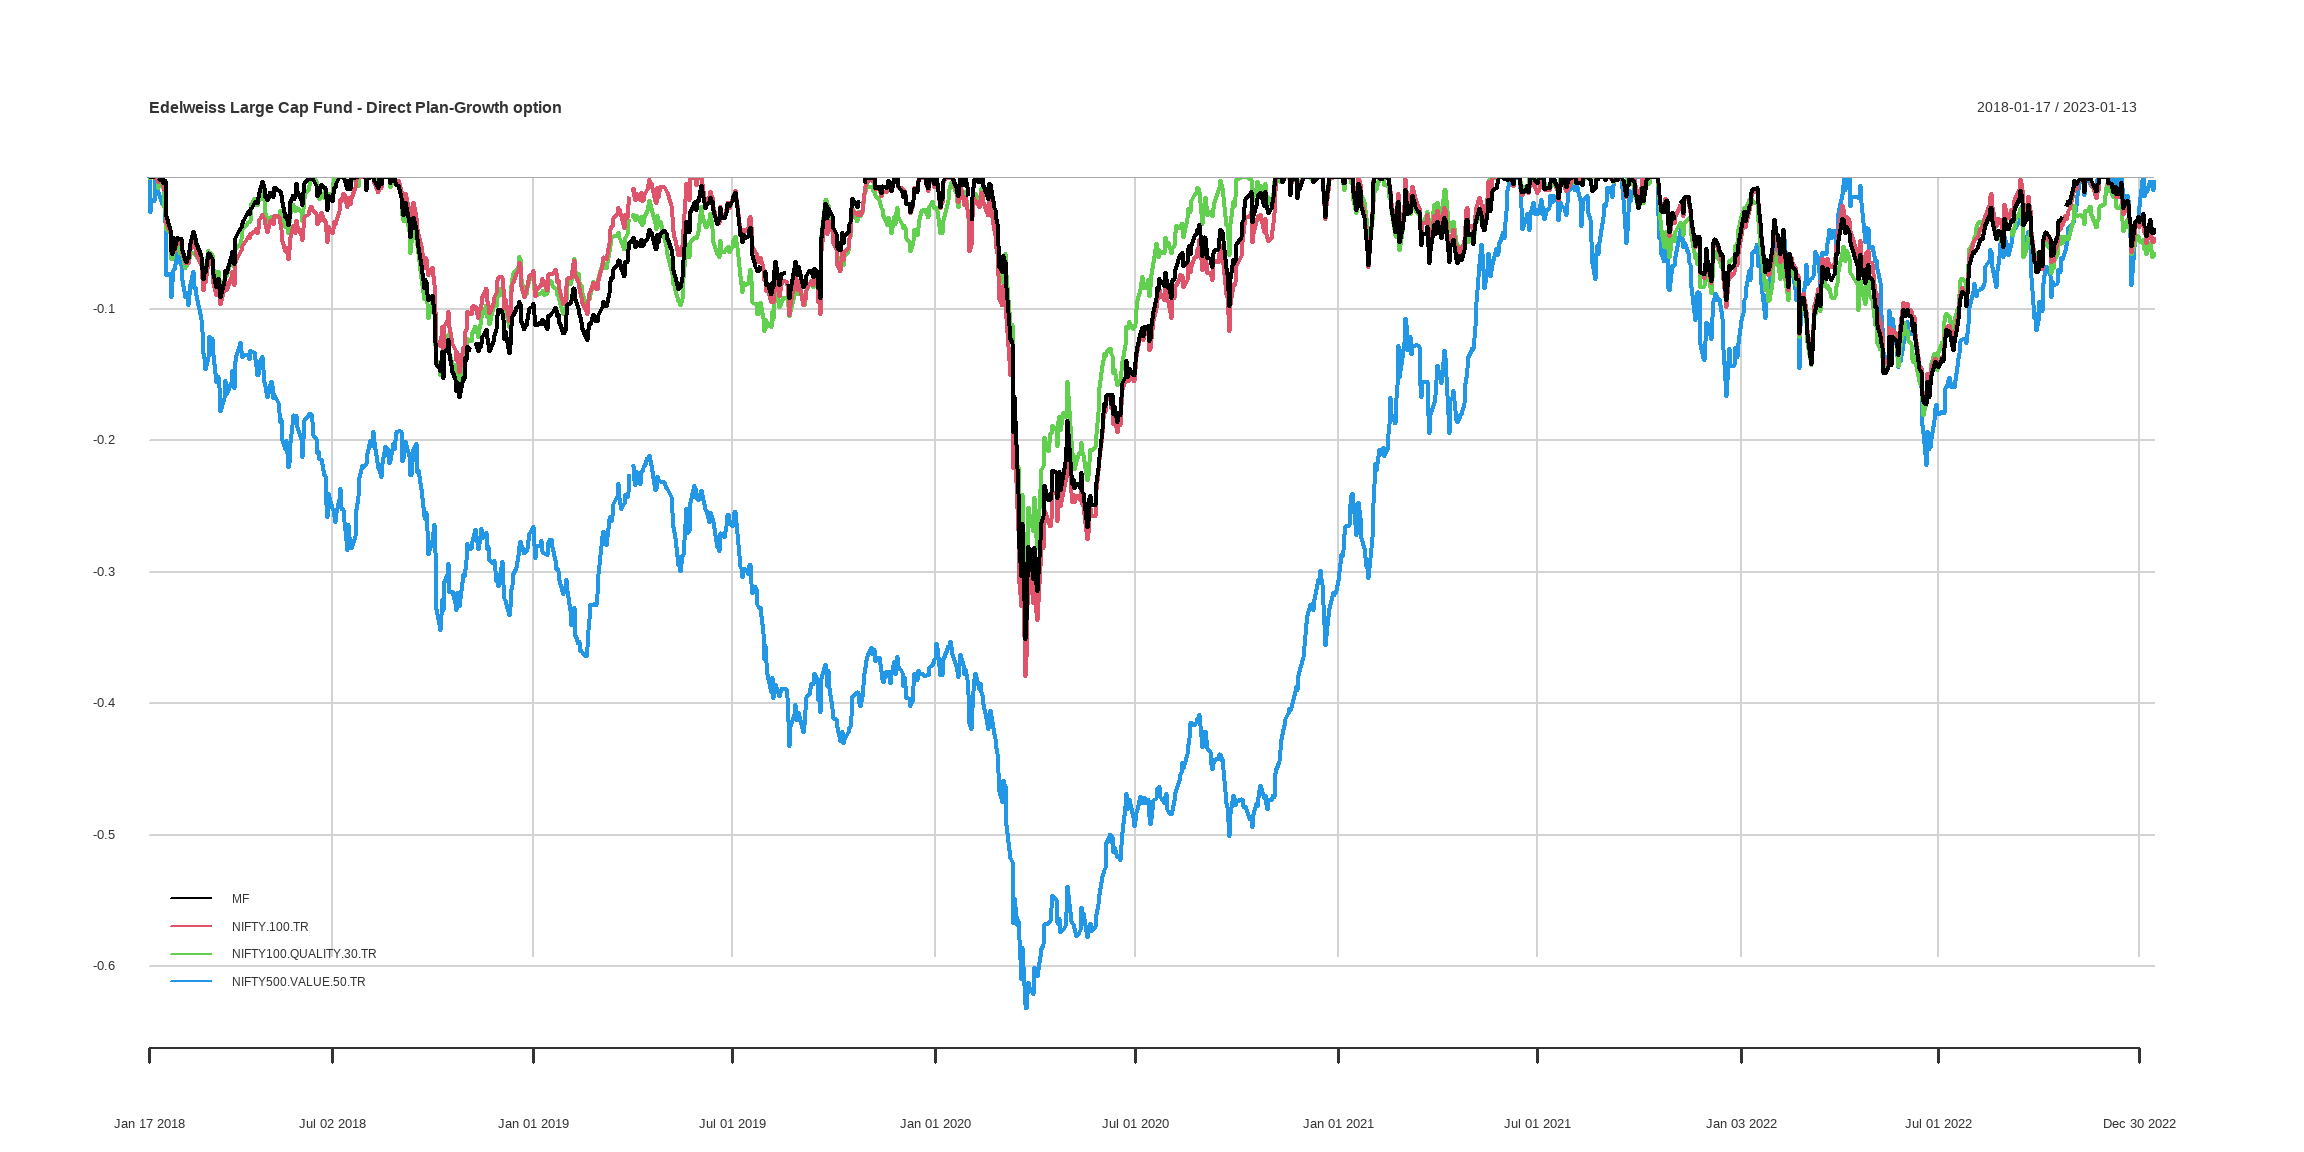 Edelweiss Large Cap Fund - Direct Plan-Growth option
2018-01-17 / 2023-01-13
-0.1
-0.2
-0.3
-0.4
-0.5
-0.6
MF
NIFTY.100.TR
NIFTY100.QUALITY.30.TR
NIFTY500.VALUE.50.TR
Jan 17 2018 Jul 02 2018 Jan 01 2019 Jul 01 2019 Jan 01 2020 Jul 01 2020 Jan 01 2021 Jul 01 2021 Jan 03 2022 Jul 01 2022 Dec 30 2022